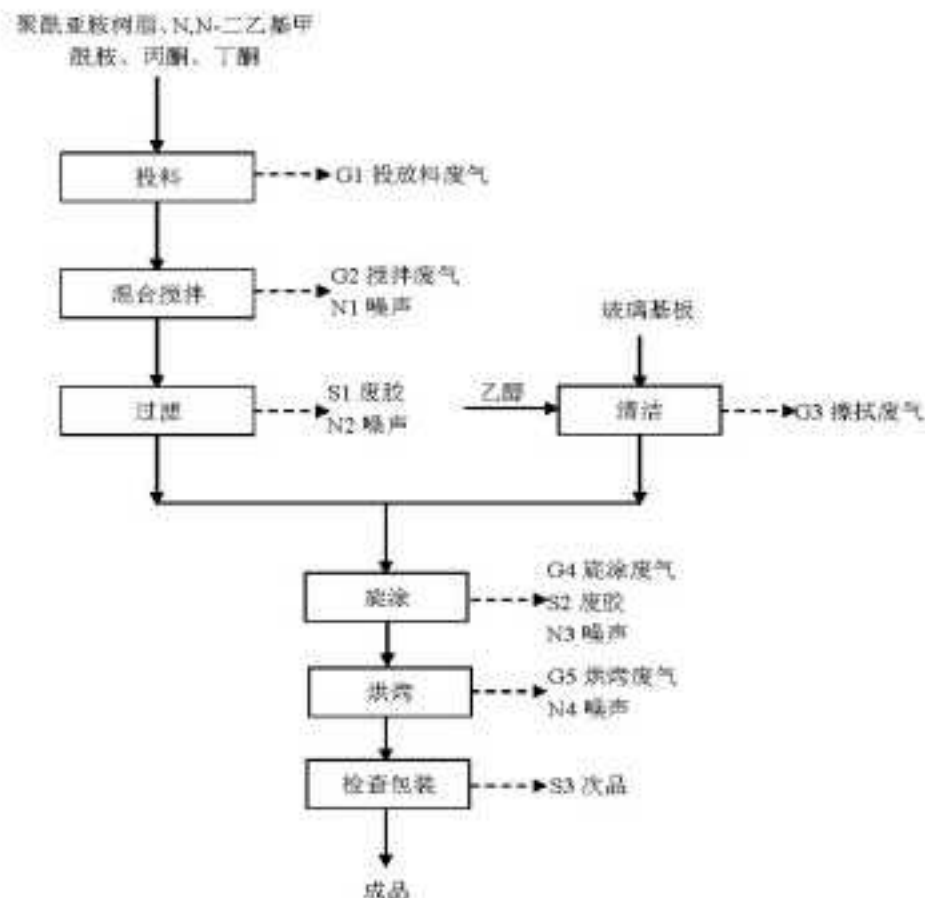 聚酰亚胺树脂、N,N-二乙基甲
酰胺、丙酮、丁酮
投料
G1 投放料废气
混合搅拌
G2 搅拌废气
N1 噪声
过滤
S1 废胶
N2 噪声
玻璃基板
乙醇
清洁
G3 擦拭废气
旋涂
G4 旋涂废气
S2 废胶
N3 噪声
烘烤
G5 烘烤废气
N4 噪声
检查包装
S3 次品
成品